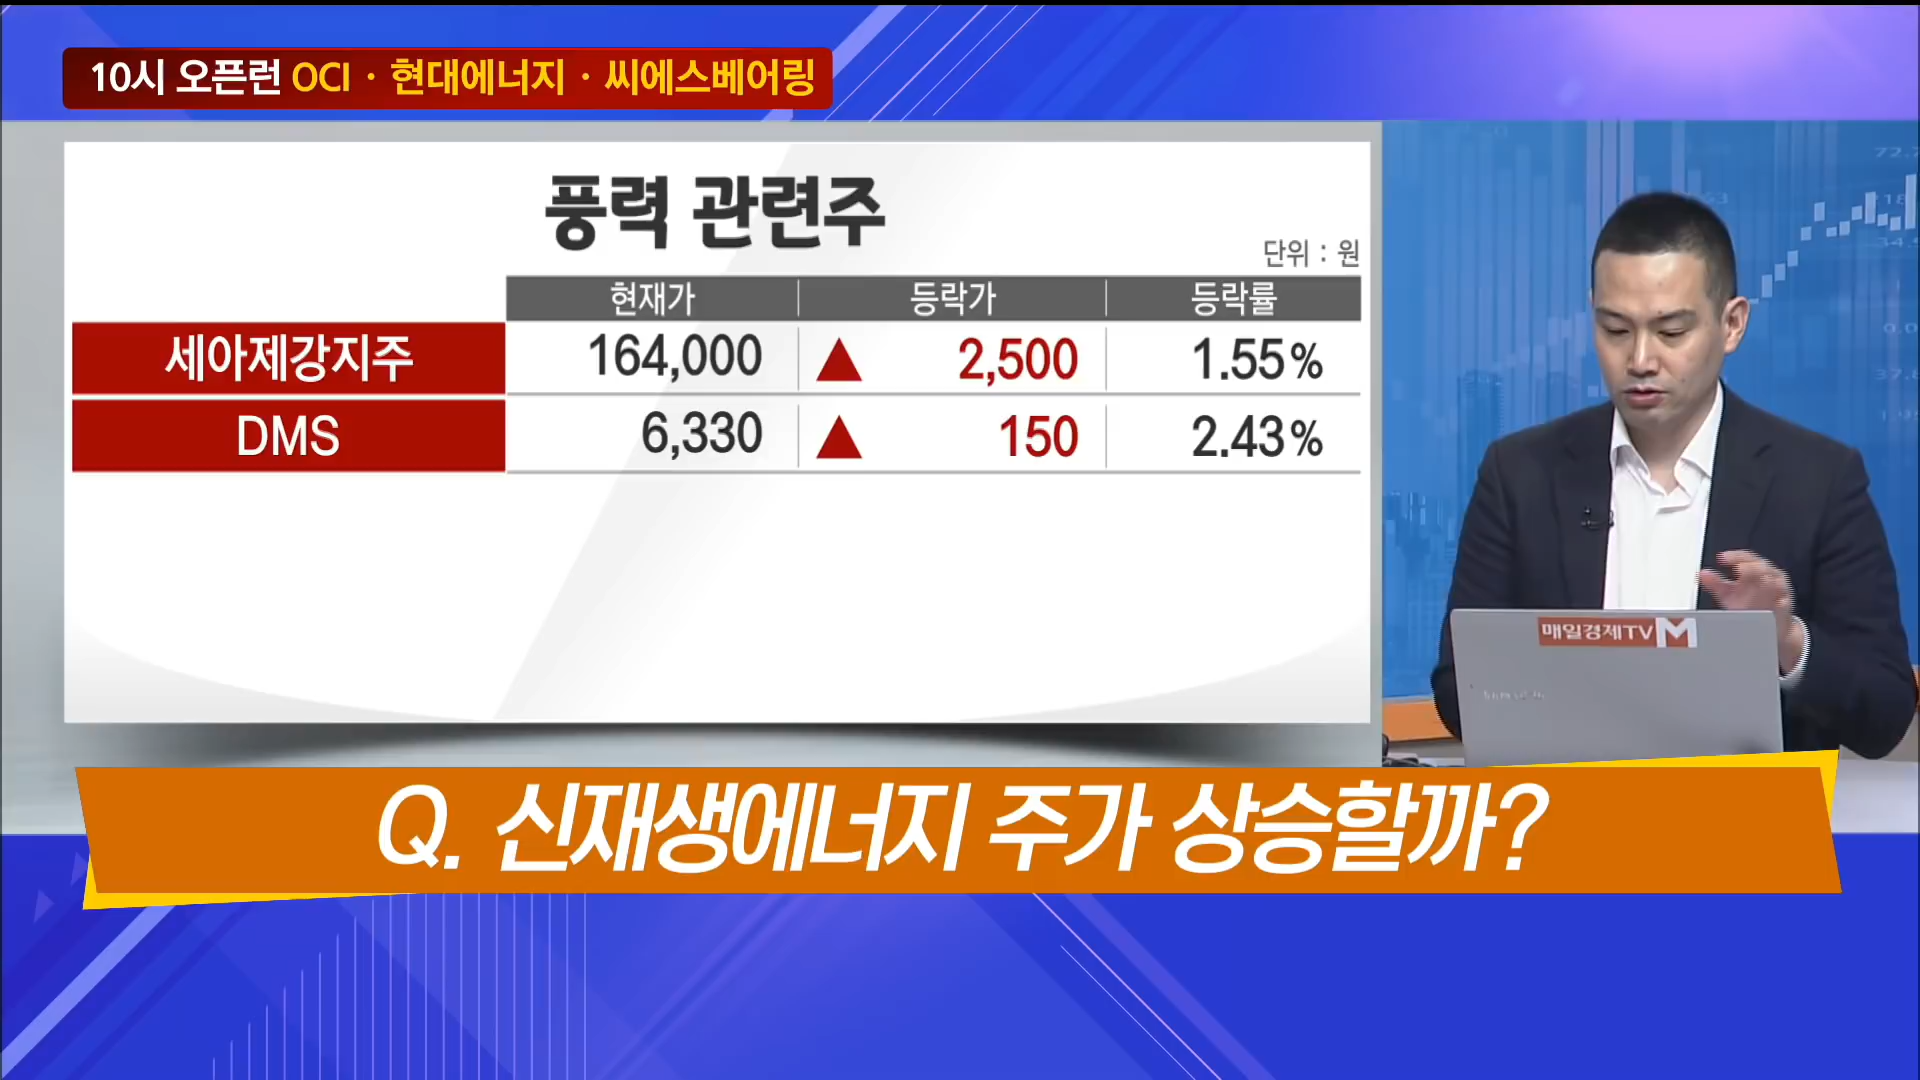 10시 오픈런 OCI · 현대에너지 · 씨에스베어링
풍력 관련주
단위 : 원
현재가 등락가 등락률
세아제강지주 164,000 ▲ 2,500 1.55%
DMS 6,330 ▲ 150 2.43%
매일경제TV M
Q. 신재생에너지 주가 상승할까?